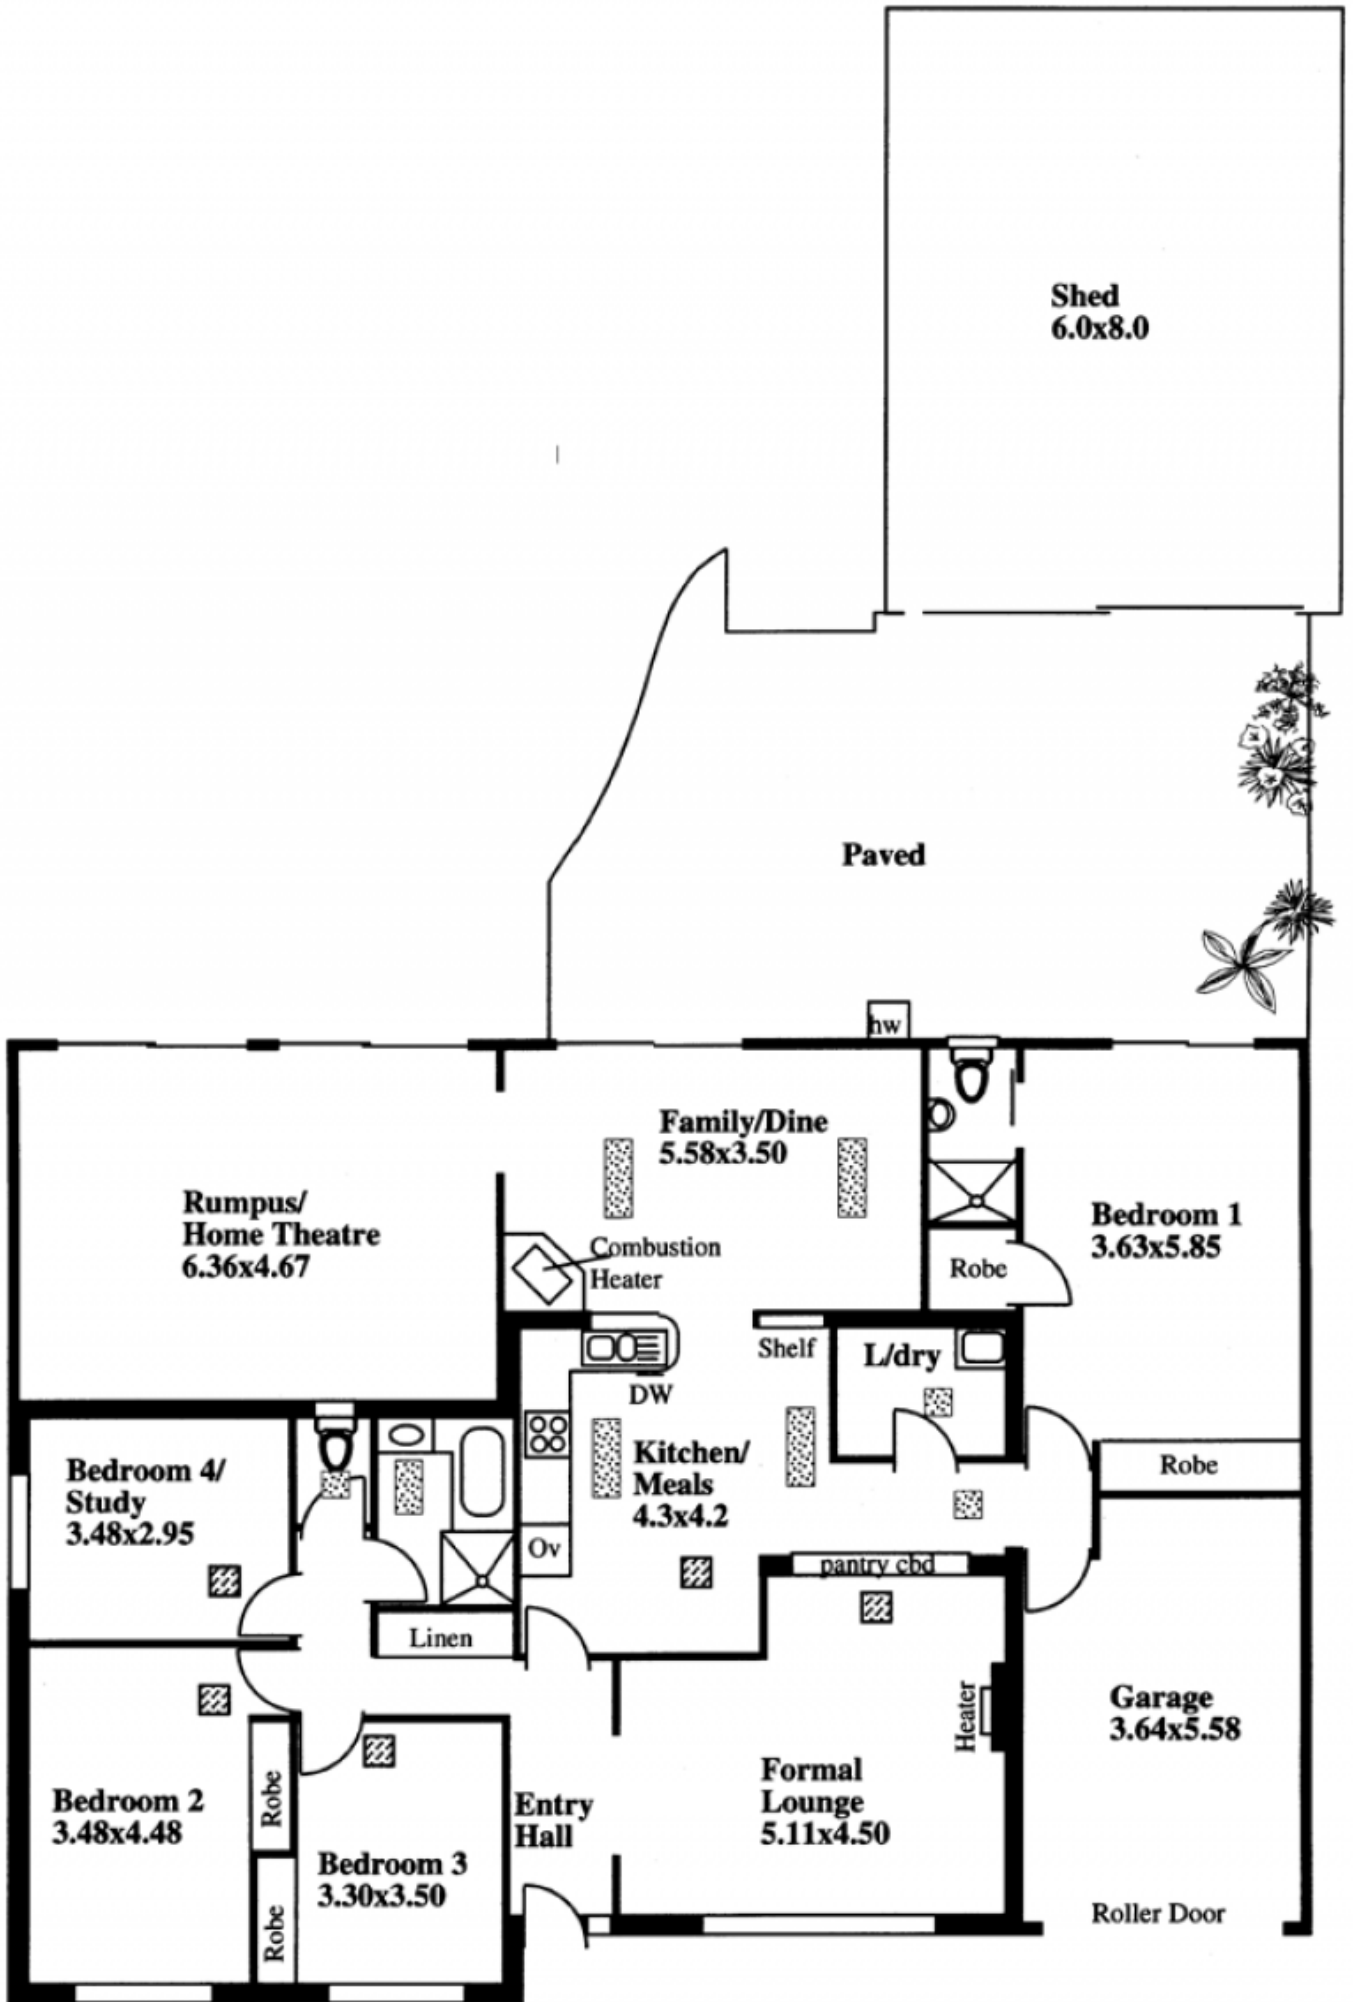 Shed
6.0x8.0
Paved
hw
Family/Dine
5.58x3.50
Rumpus/
Home Theatre
6.36x4.67
Combustion
Heater
Bedroom 1
3.63x5.85
Robe
Shelf
L/dry
DW
Kitchen/
Meals
4.3x4.2
Robe
Bedroom 4/
Study
3.48x2.95
Ov
pantry cbd
Linen
Garage
3.64x5.58
Heater
Formal
Lounge
5.11x4.50
Entry
Hall
Bedroom 2
3.48x4.48
Robe
Bedroom 3
3.30x3.50
Robe
Roller Door